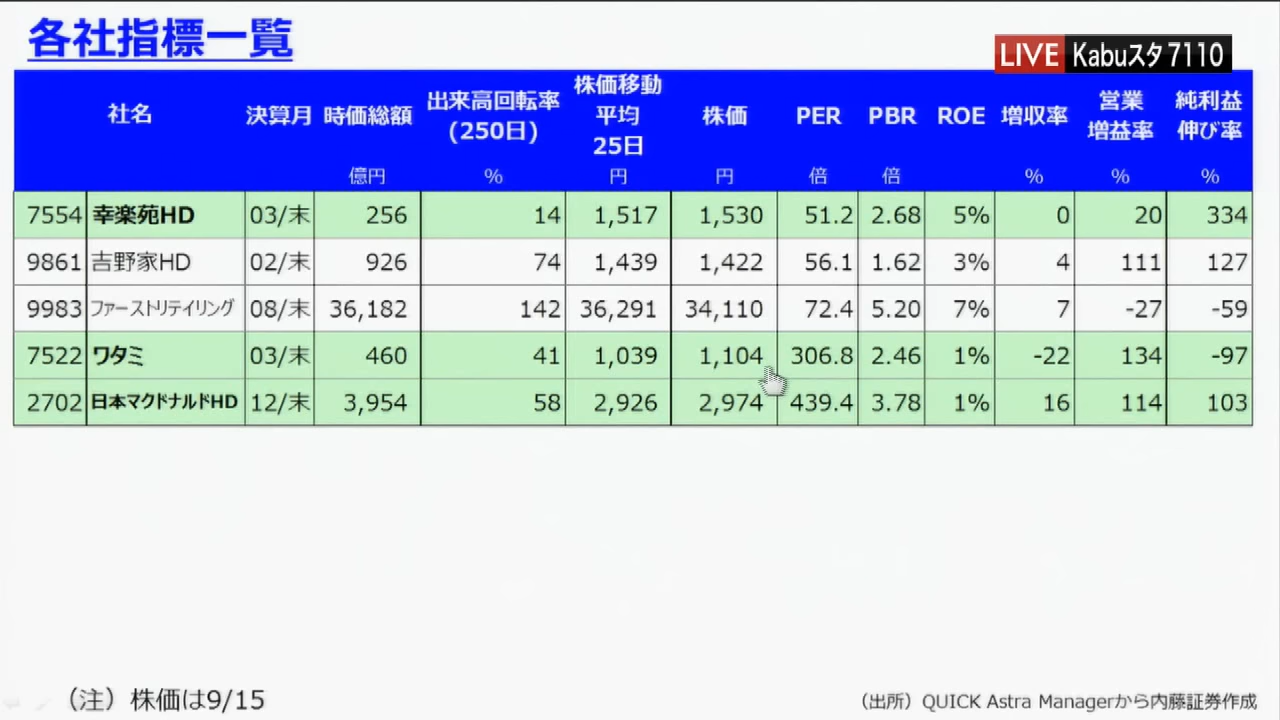 各社指標一覧
LIVE Kabuスタ7110
社名 決算月 時価総額 出来高回転率 (250日) 株価移動 平均 25日 株価 PER PBR ROE 増収率 営業 増益率 純利益 伸び率
億円 % 円 円 倍 倍 % % %
7554 幸楽苑HD 03/末 256 14 1,517 1,530 51.2 2.68 5% 0 20 334
9861 吉野家HD 02/末 926 74 1,439 1,422 56.1 1.62 3% 4 111 127
9983 ファーストリテイリング 08/末 36,182 142 36,291 34,110 72.4 5.20 7% 7 -27 -59
7522 ワタミ 03/末 460 41 1,039 1,104 306.8 2.46 1% -22 134 -97
2702 日本マクドナルドHD 12/末 3,954 58 2,926 2,974 439.4 3.78 1% 16 114 103
（注）株価は9/15
（出所）QUICK Astra Managerから内藤証券作成